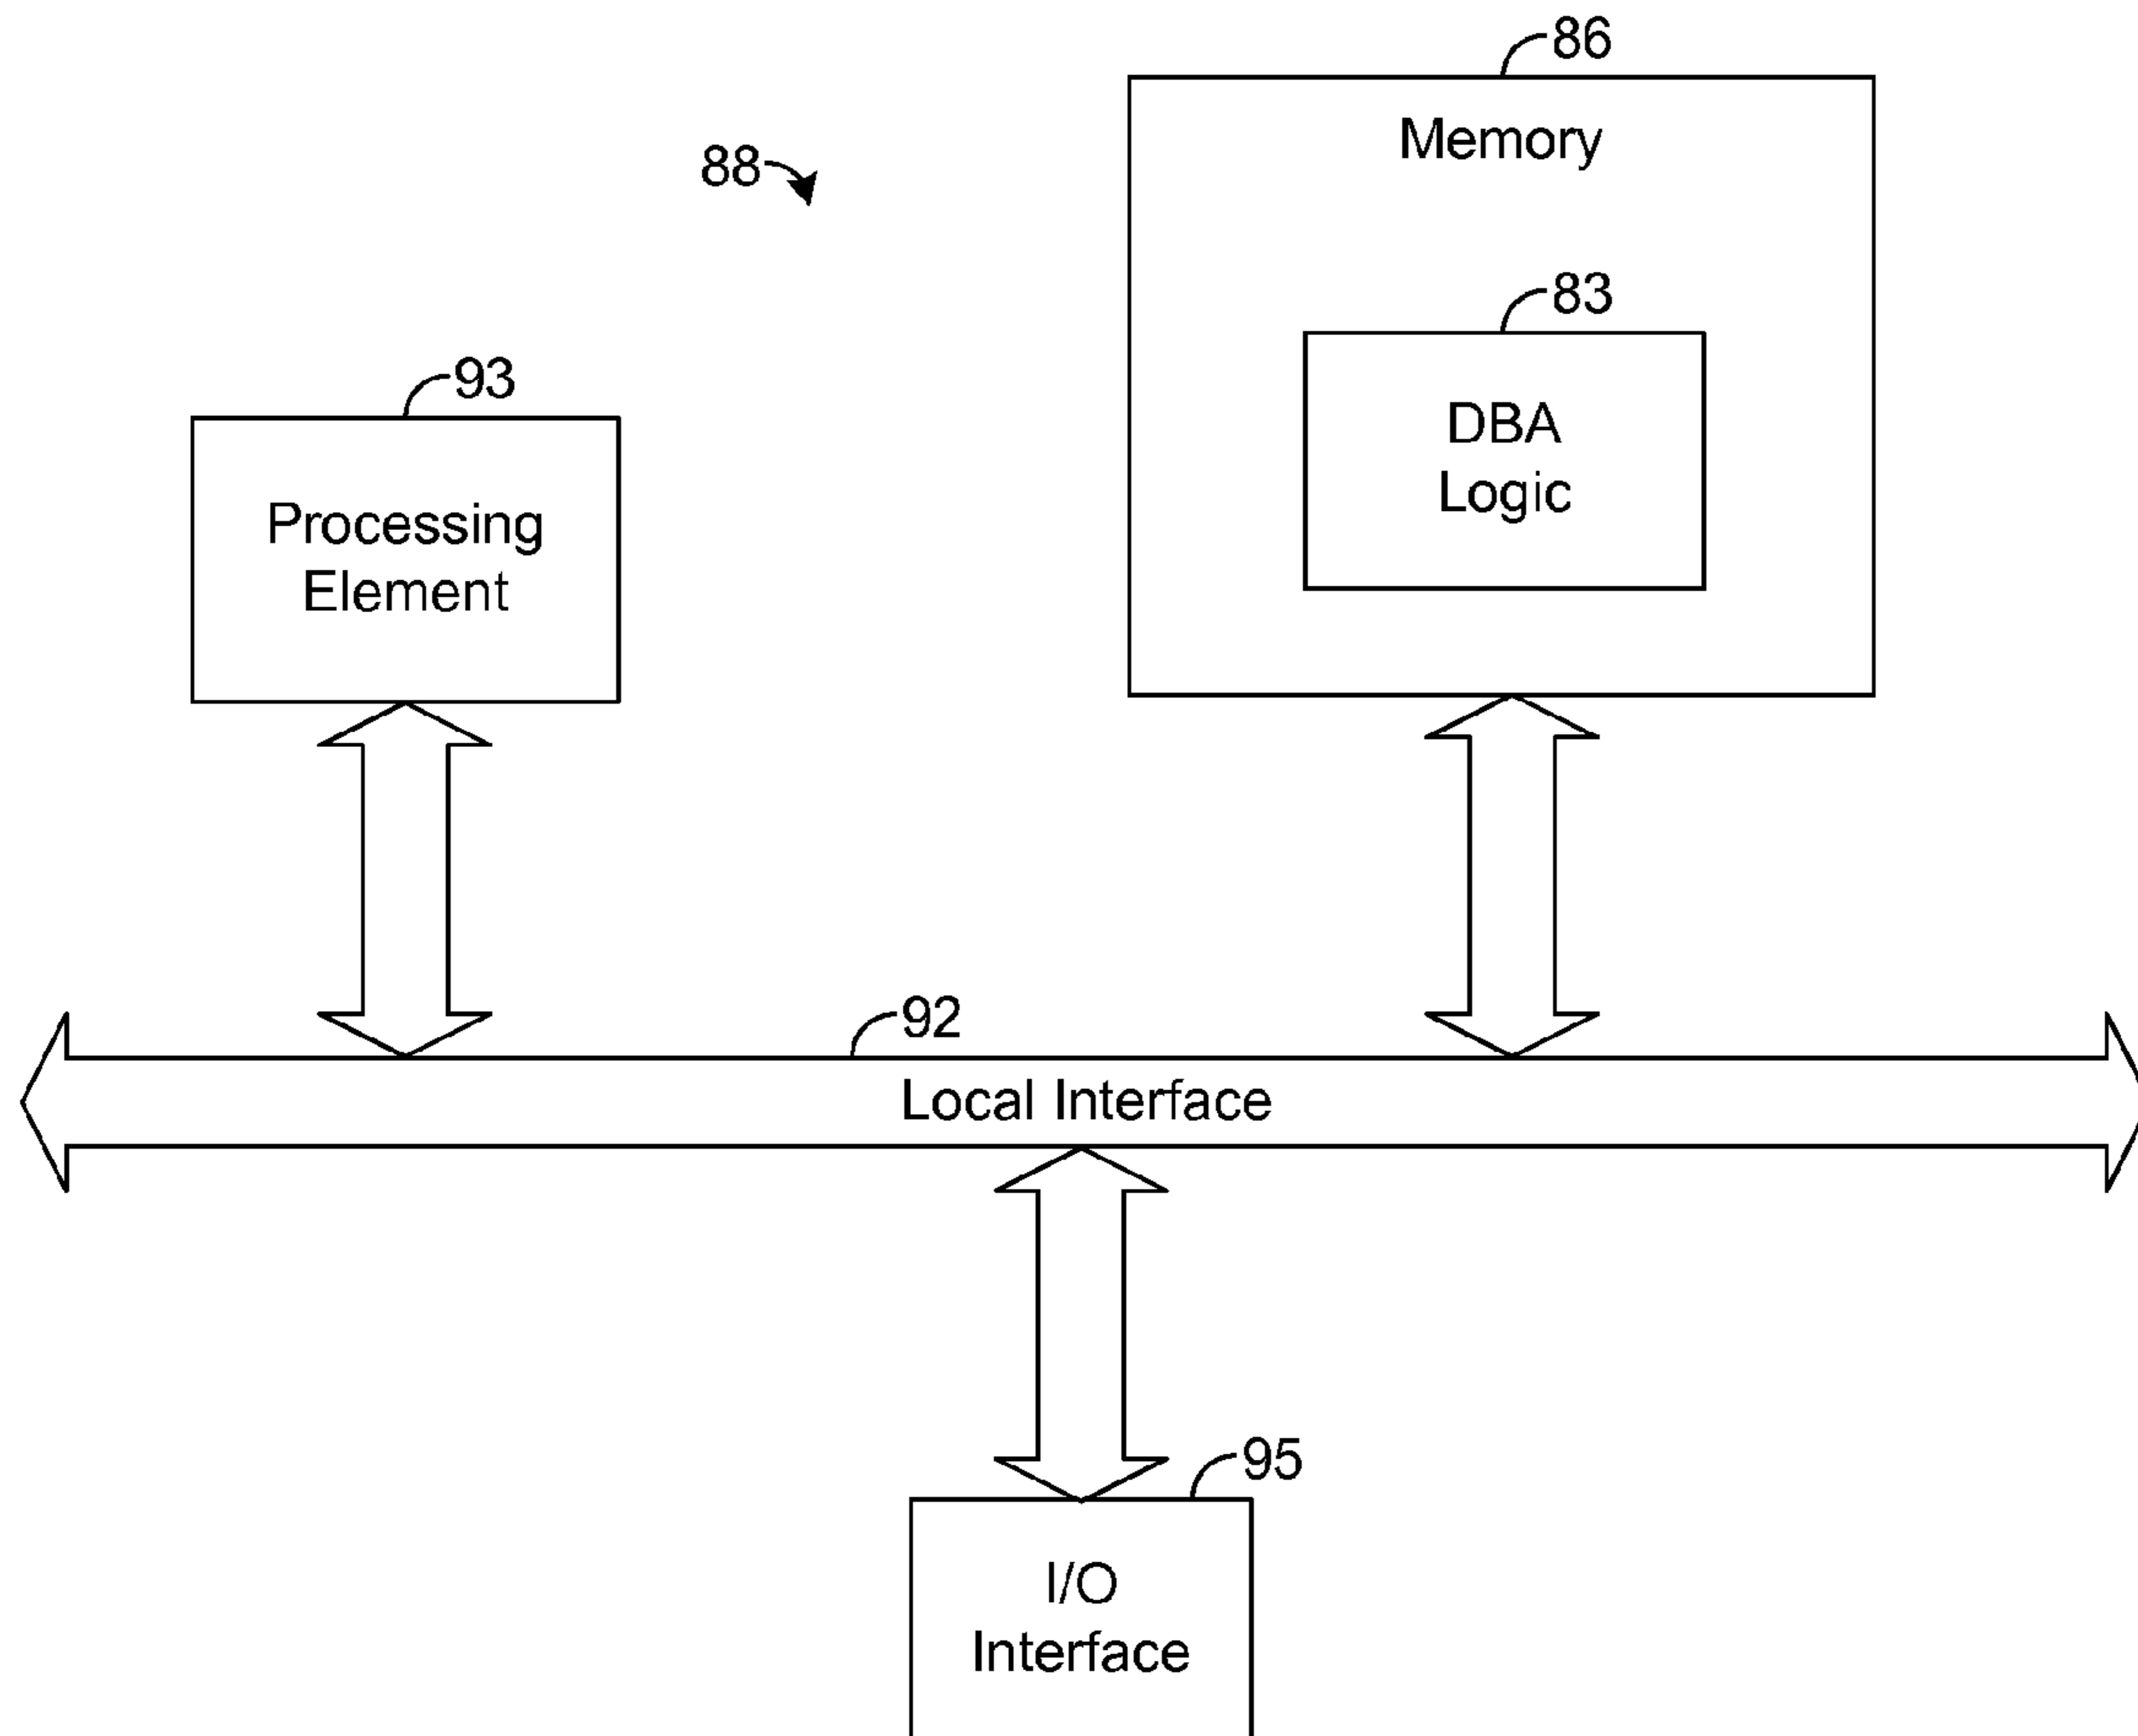 86
Memory
88
83
DBA
Logic
93
Processing
Element
92
Local Interface
95
I/O
Interface